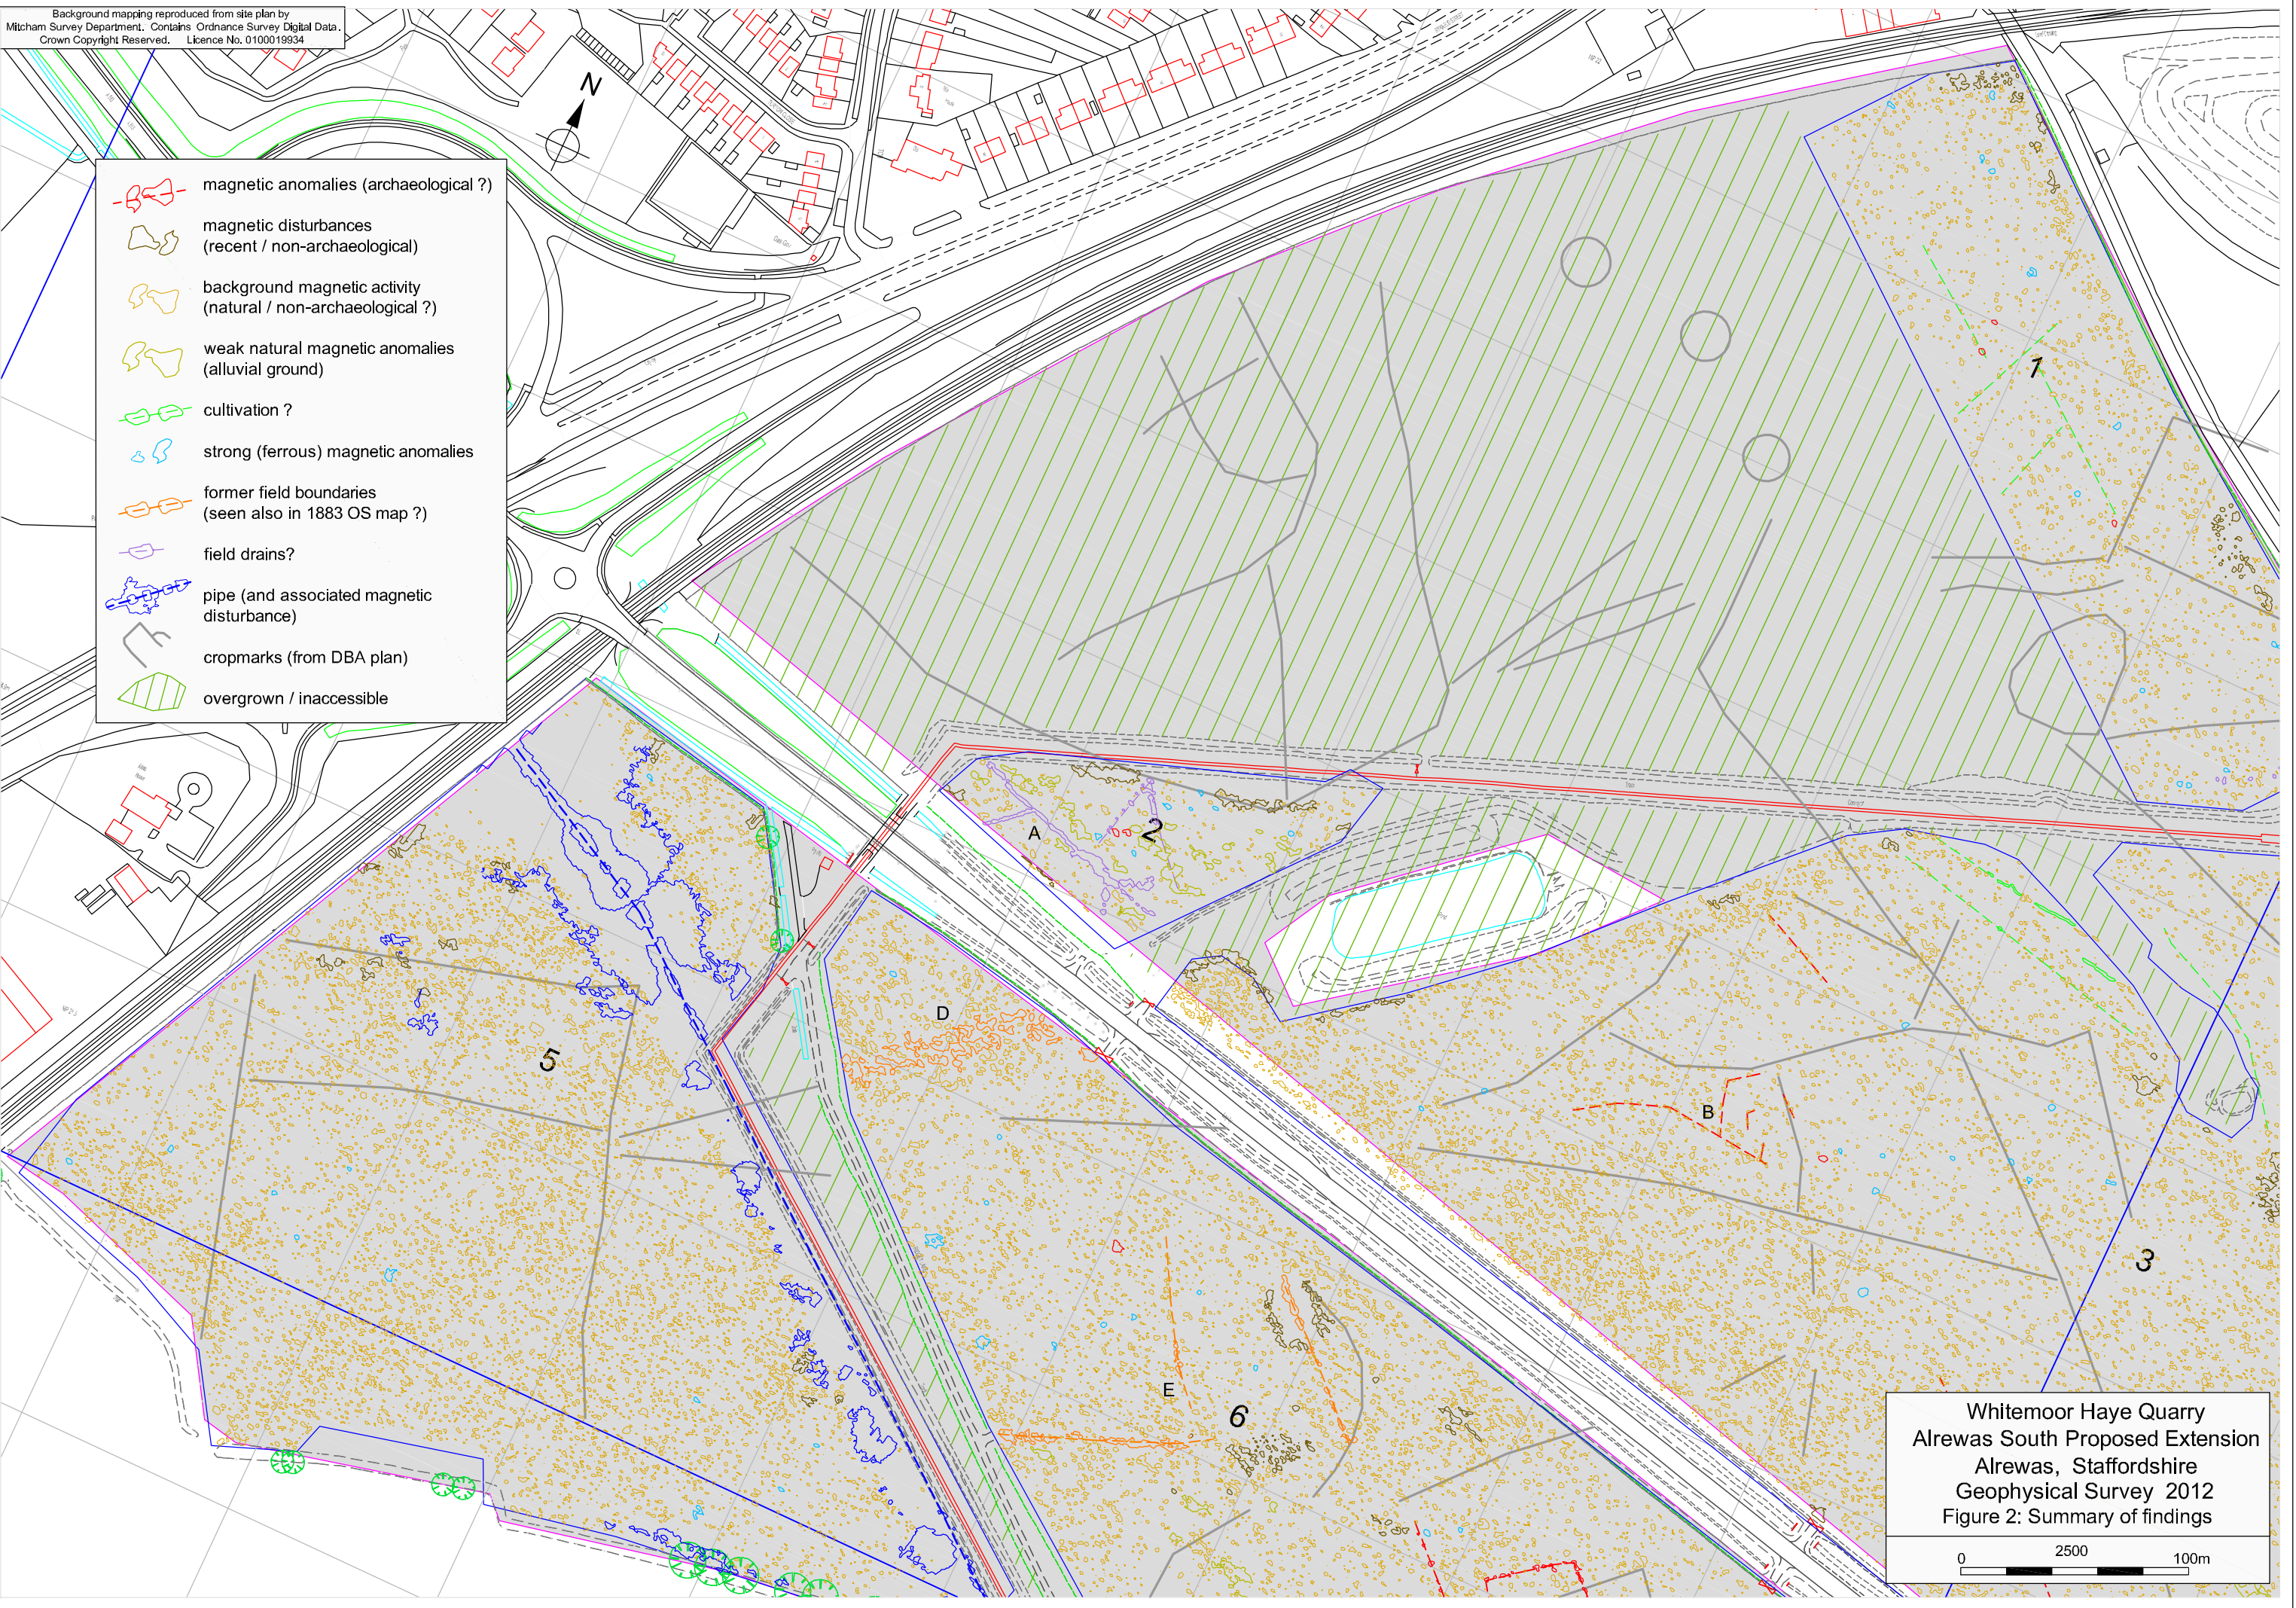 Background mapping reproduced from site plan by
Mitcham Survey Department. Contains Ordnance Survey Digital Data.
Crown Copyright Reserved. Licence No. 0100019934
N
magnetic anomalies (archaeological ?)
magnetic disturbances
(recent / non-archaeological)
background magnetic activity
(natural / non-archaeological ?)
weak natural magnetic anomalies
(alluvial ground)
cultivation ?
strong (ferrous) magnetic anomalies
former field boundaries
(seen also in 1883 OS map ?)
field drains?
pipe (and associated magnetic
disturbance)
cropmarks (from DBA plan)
overgrown / inaccessible
1
A
2
D
5
B
3
E
6
Whitemoor Haye Quarry
Alrewas South Proposed Extension
Alrewas, Staffordshire
Geophysical Survey 2012
Figure 2: Summary of findings
0 2500 100m